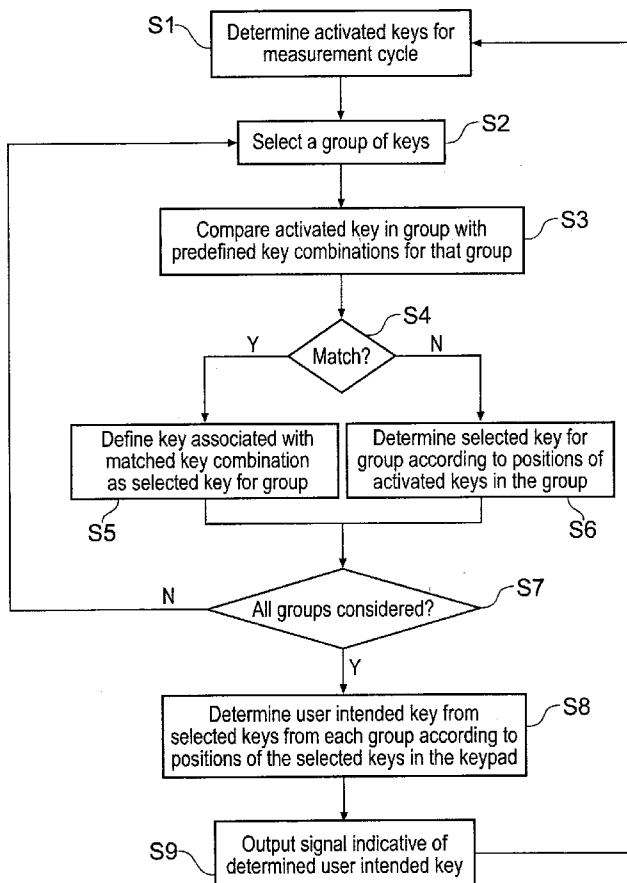 S1
Determine activated keys for
measurement cycle
S2
Select a group of keys
S3
Compare activated key in group with
predefined key combinations for that group
S4
Y
Match?
N
Define key associated with
matched key combination
as selected key for group
S5
Determine selected key for
group according to positions of
activated keys in the group
S6
S7
N
All groups considered?
Y
S8
Determine user intended key from
selected keys from each group according to
positions of the selected keys in the keypad
S9
Output signal indicative of
determined user intended key